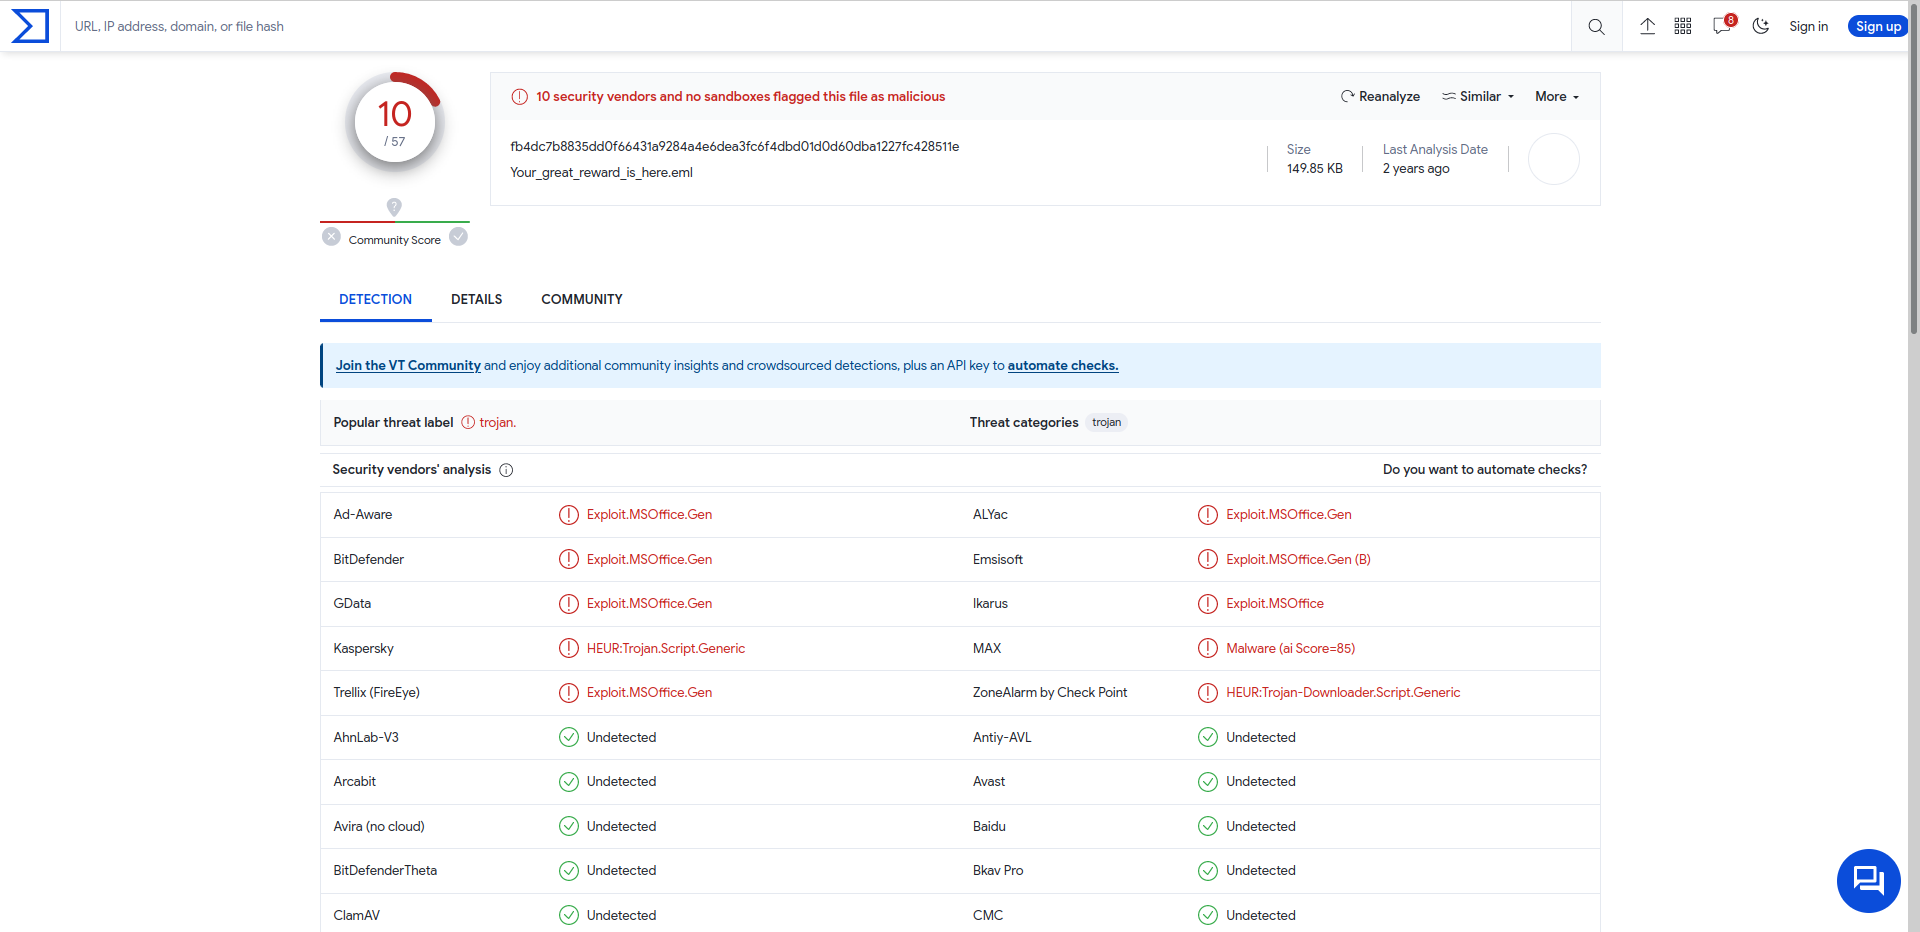 URL, IP address, domain, or file hash
8
Sign in
Sign up
10
/ 57
Community Score
10 security vendors and no sandboxes flagged this file as malicious
Reanalyze
Similar
More
fb4dc7b8835dd0f66431a9284a4e6dea3fc6f4dbd01d0d60dba1227fc428511e
Your_great_reward_is_here.eml
Size
149.85 KB
Last Analysis Date
2 years ago
DETECTION DETAILS COMMUNITY
Join the VT Community and enjoy additional community insights and crowdsourced detections, plus an API key to automate checks.
Popular threat label trojan. Threat categories trojan
Security vendors' analysis Do you want to automate checks?
Ad-Aware Exploit.MSOffice.Gen ALYac Exploit.MSOffice.Gen
BitDefender Exploit.MSOffice.Gen Emsisoft Exploit.MSOffice.Gen (B)
GData Exploit.MSOffice.Gen Ikarus Exploit.MSOffice
Kaspersky HEUR:Trojan.Script.Generic MAX Malware (ai Score=85)
Trellix (FireEye) Exploit.MSOffice.Gen ZoneAlarm by Check Point HEUR:Trojan-Downloader.Script.Generic
AhnLab-V3 Undetected Antiy-AVL Undetected
Arcabit Undetected Avast Undetected
Avira (no cloud) Undetected Baidu Undetected
BitDefenderTheta Undetected Bkav Pro Undetected
ClamAV Undetected CMC Undetected